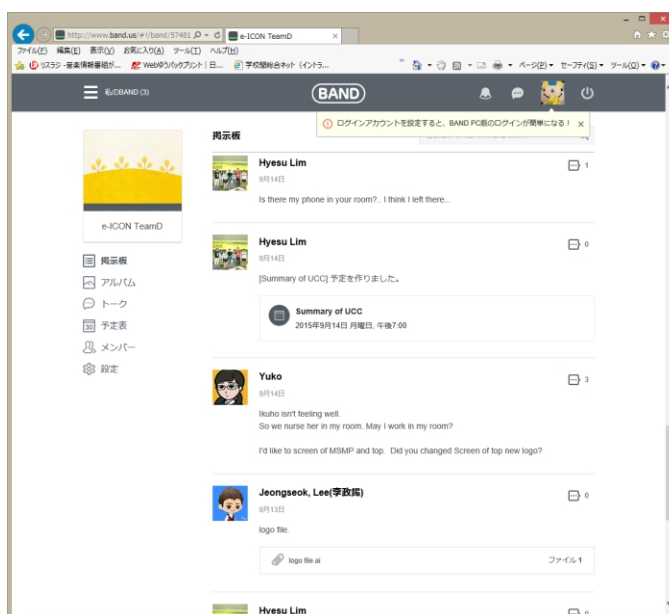 http://www.band.us/#!/band/57481
e-ICON TeamD
ファイル(F) 編集(E) 表示(V) お気に入り(A) ツール(T) ヘルプ(H)
リスラジ -音楽情報番組が... Webゆうパックプリント | 日... 学校間総合ネット (イントラ...
ページ(P) セーフティ(S) ツール(O)
私のBAND (3)
BAND
ログインアカウントを設定すると、BAND PC版のログインが簡単になる！ ×
掲示板
e-ICON TeamD
掲示板
アルバム
トーク
30 予定表
メンバー
設定
Hyesu Lim
1
9月14日
Is there my phone in your room?.. I think I left there...
Hyesu Lim
0
9月14日
[Summary of UCC] 予定を作りました。
Summary of UCC
2015年9月14日 月曜日, 午後7:00
Yuko
3
9月14日
Ikuho isn't feeling well.
So we nurse her in my room. May I work in my room?
I'd like to screen of MSMP and top. Did you changed Screen of top new logo?
Jeongseok, Lee(李政錫)
0
9月13日
logo file.
logo file.ai
ファイル 1
Hyesu Lim
0